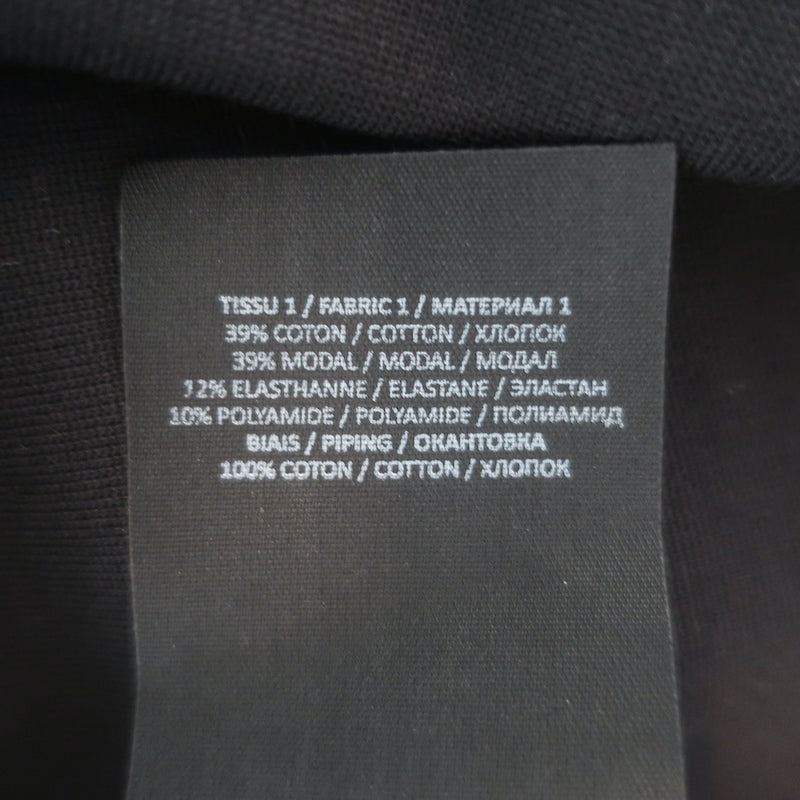 TISSU 1 / FABRIC 1 / МАТЕРИАЛ 1
39% COTON / COTTON / ХЛОПОК
39% MODAL / MODAL / МОДАЛ
12% ELASTHANNE / ELASTANE / ЭЛАСТАН
10% POLYAMIDE / POLYAMIDE / ПОЛИАМИД
BIAIS / PIPING / ОКАНТОВКА
100% COTON / COTTON / ХЛОПОК